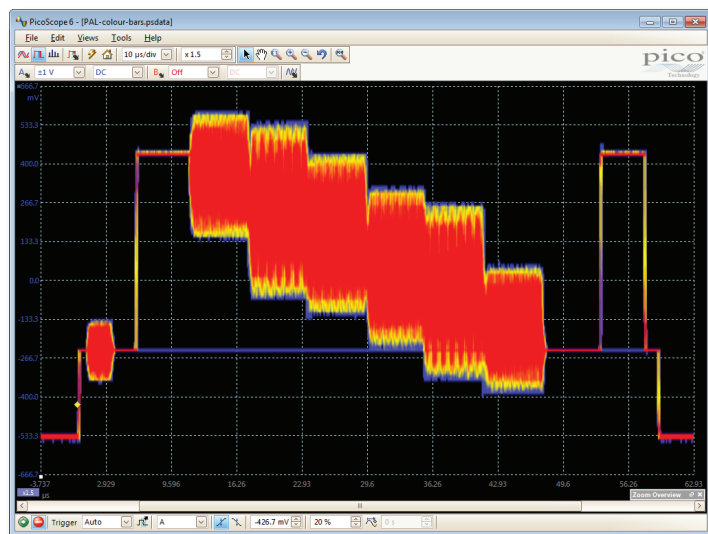 PicoScope 6 - [PAL-colour-bars.psdata]
File Edit Views Tools Help
10 µs/div x 1.5
pico
Technology
A ±1 V DC B Off DC
666.7
mV
533.3
400.0
266.7
133.3
0.0
-133.3
-266.7
-400.0
-533.3
-666.7
-3.737 2.929 9.596 16.26 22.93 29.6 36.26 42.93 49.6 56.26 62.93
x1.5 µs
Zoom Overview
Trigger Auto A -426.7 mV 20 % 0 s